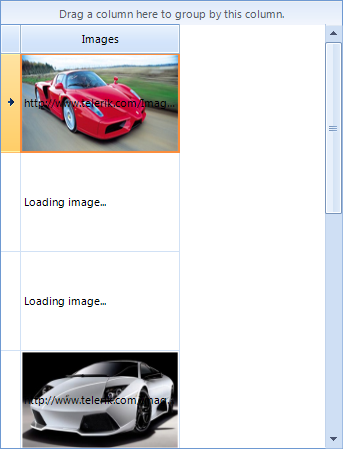 Drag a column here to group by this column.
Images
http://www.telerik.com/Imag...
Loading image...
Loading image...
http://www.telerik.com/Imag...